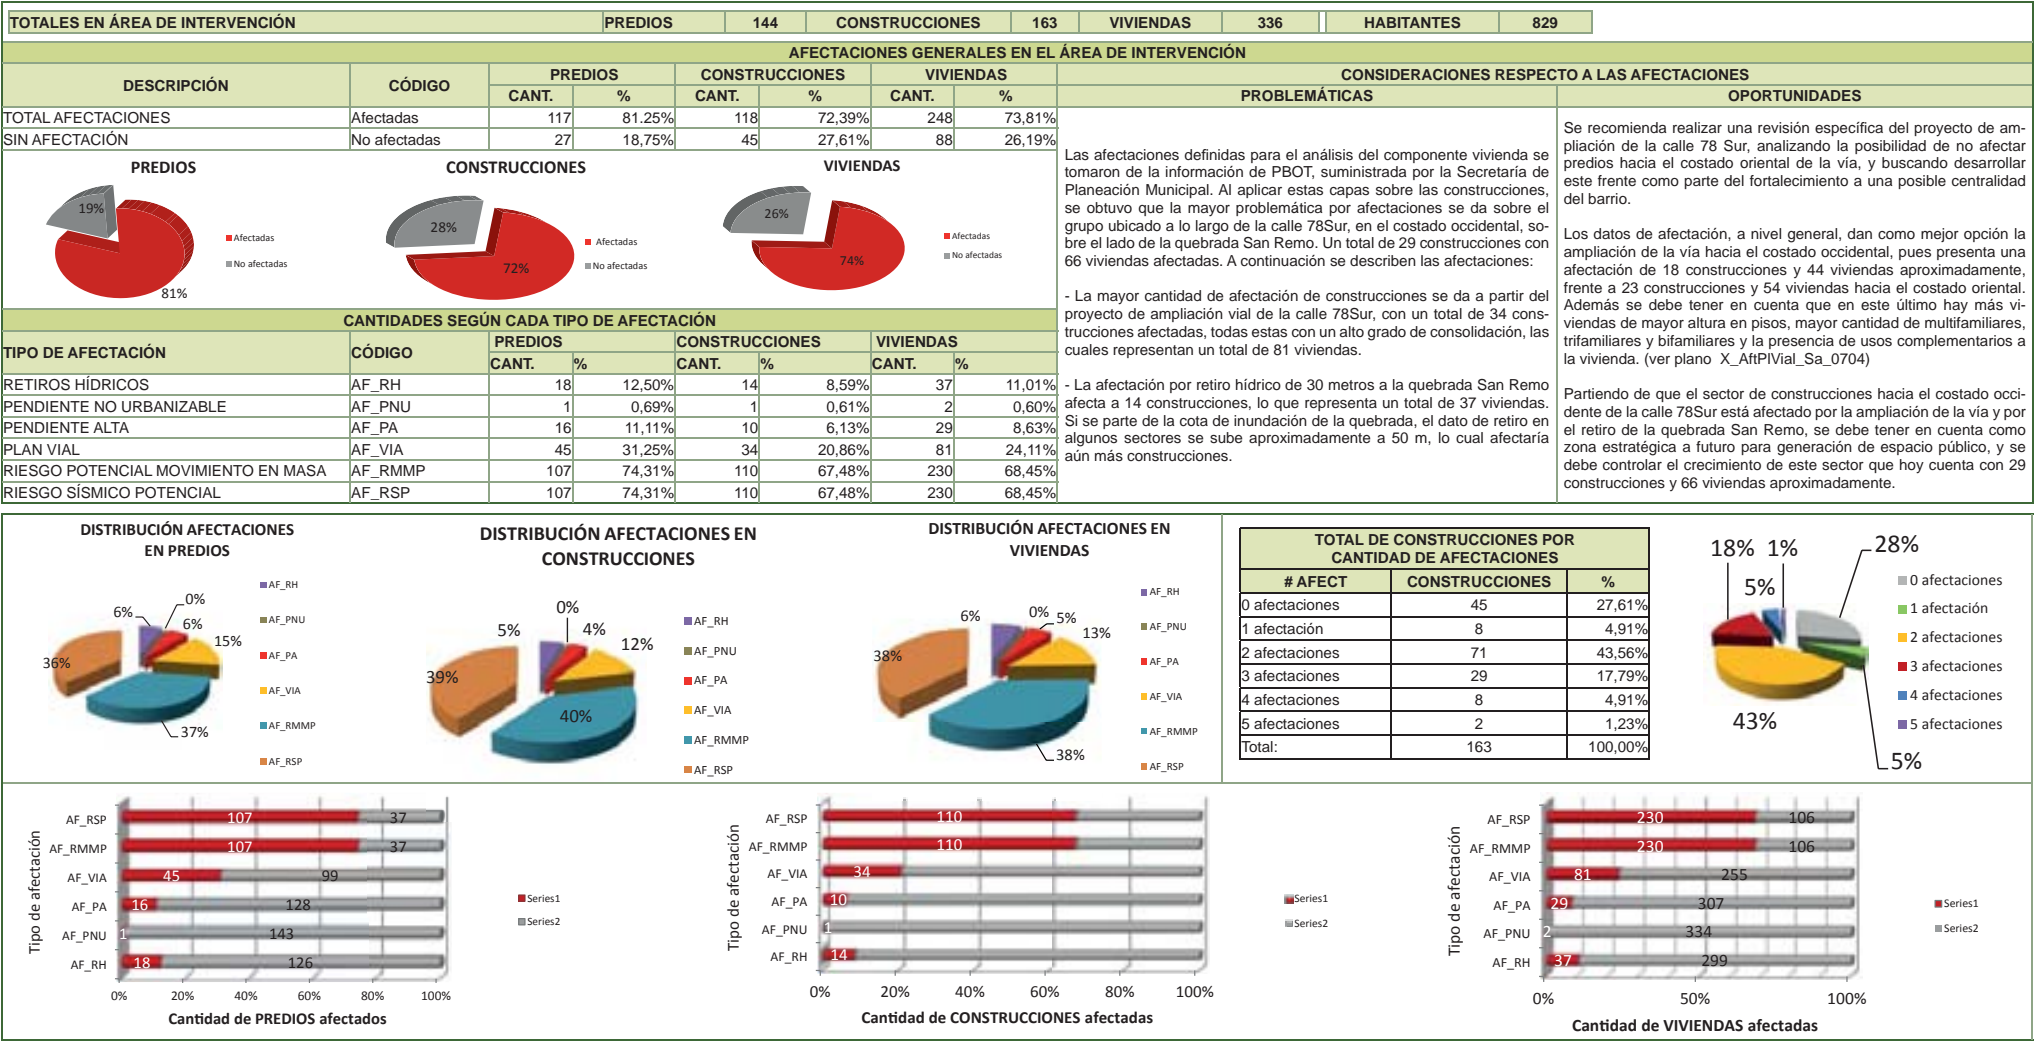 TOTALES EN ÁREA DE INTERVENCIÓN PREDIOS 144 CONSTRUCCIONES 163 VIVIENDAS 336 HABITANTES 829
AFECTACIONES GENERALES EN EL ÁREA DE INTERVENCIÓN
DESCRIPCIÓN CÓDIGO PREDIOS CONSTRUCCIONES VIVIENDAS
CANT. % CANT. % CANT. %
TOTAL AFECTACIONES Afectadas 117 81.25% 118 72,39% 248 73,81%
SIN AFECTACIÓN No afectadas 27 18,75% 45 27,61% 88 26,19%
PREDIOS
19%
81%
Afectadas
No afectadas
CONSTRUCCIONES
28%
72%
Afectadas
No afectadas
VIVIENDAS
26%
74%
Afectadas
No afectadas
CONSIDERACIONES RESPECTO A LAS AFECTACIONES
PROBLEMÁTICAS
Las afectaciones definidas para el análisis del componente vivienda se
tomaron de la información de PBOT, suministrada por la Secretaría de
Planeación Municipal. Al aplicar estas capas sobre las construcciones,
se obtuvo que la mayor problemática por afectaciones se da sobre el
grupo ubicado a lo largo de la calle 78Sur, en el costado occidental, so-
bre el lado de la quebrada San Remo. Un total de 29 construcciones con
66 viviendas afectadas. A continuación se describen las afectaciones:
- La mayor cantidad de afectación de construcciones se da a partir del
proyecto de ampliación vial de la calle 78Sur, con un total de 34 cons-
trucciones afectadas, todas estas con un alto grado de consolidación, las
cuales representan un total de 81 viviendas.
- La afectación por retiro hídrico de 30 metros a la quebrada San Remo
afecta a 14 construcciones, lo que representa un total de 37 viviendas.
Si se parte de la cota de inundación de la quebrada, el dato de retiro en
algunos sectores se sube aproximadamente a 50 m, lo cual afectaría
aún más construcciones.
OPORTUNIDADES
Se recomienda realizar una revisión específica del proyecto de am-
pliación de la calle 78 Sur, analizando la posibilidad de no afectar
predios hacia el costado oriental de la vía, y buscando desarrollar
este frente como parte del fortalecimiento a una posible centralidad
del barrio.
Los datos de afectación, a nivel general, dan como mejor opción la
ampliación de la vía hacia el costado occidental, pues presenta una
afectación de 18 construcciones y 44 viviendas aproximadamente,
frente a 23 construcciones y 54 viviendas hacia el costado oriental.
Además se debe tener en cuenta que en este último hay más vi-
viendas de mayor altura en pisos, mayor cantidad de multifamiliares,
trifamiliares y bifamiliares y la presencia de usos complementarios a
la vivienda. (ver plano X_AftPlVial_Sa_0704)
Partiendo de que el sector de construcciones hacia el costado occi-
dente de la calle 78Sur está afectado por la ampliación de la vía y por
el retiro de la quebrada San Remo, se debe tener en cuenta como
zona estratégica a futuro para generación de espacio público, y se
debe controlar el crecimiento de este sector que hoy cuenta con 29
construcciones y 66 viviendas aproximadamente.
CANTIDADES SEGÚN CADA TIPO DE AFECTACIÓN
TIPO DE AFECTACIÓN CÓDIGO PREDIOS CONSTRUCCIONES VIVIENDAS
CANT. % CANT. % CANT. %
RETIROS HÍDRICOS AF_RH 18 12,50% 14 8,59% 37 11,01%
PENDIENTE NO URBANIZABLE AF_PNU 1 0,69% 1 0,61% 2 0,60%
PENDIENTE ALTA AF_PA 16 11,11% 10 6,13% 29 8,63%
PLAN VIAL AF_VIA 45 31,25% 34 20,86% 81 24,11%
RIESGO POTENCIAL MOVIMIENTO EN MASA AF_RMMP 107 74,31% 110 67,48% 230 68,45%
RIESGO SÍSMICO POTENCIAL AF_RSP 107 74,31% 110 67,48% 230 68,45%
DISTRIBUCIÓN AFECTACIONES
EN PREDIOS
6%
0%
6%
15%
36%
37%
AF_RH
AF_PNU
AF_PA
AF_VIA
AF_RMMP
AF_RSP
DISTRIBUCIÓN AFECTACIONES EN
CONSTRUCCIONES
5%
0%
4%
12%
39%
40%
AF_RH
AF_PNU
AF_PA
AF_VIA
AF_RMMP
AF_RSP
DISTRIBUCIÓN AFECTACIONES EN
VIVIENDAS
6%
0%
5%
13%
38%
38%
AF_RH
AF_PNU
AF_PA
AF_VIA
AF_RMMP
AF_RSP
TOTAL DE CONSTRUCCIONES POR
CANTIDAD DE AFECTACIONES
# AFECT CONSTRUCCIONES %
0 afectaciones 45 27,61%
1 afectación 8 4,91%
2 afectaciones 71 43,56%
3 afectaciones 29 17,79%
4 afectaciones 8 4,91%
5 afectaciones 2 1,23%
Total: 163 100,00%
18% 1%
28%
5%
43%
5%
0 afectaciones
1 afectación
2 afectaciones
3 afectaciones
4 afectaciones
5 afectaciones
Tipo de afectación
AF_RSP 107 37
AF_RMMP 107 37
AF_VIA 45 99
AF_PA 16 128
AF_PNU 1 143
AF_RH 18 126
0% 20% 40% 60% 80% 100%
Cantidad de PREDIOS afectados
Series1
Series2
Tipo de afectación
AF_RSP 110
AF_RMMP 110
AF_VIA 34
AF_PA 10
AF_PNU 1
AF_RH 14
0% 20% 40% 60% 80% 100%
Cantidad de CONSTRUCCIONES afectadas
Series1
Series2
Tipo de afectación
AF_RSP 230 106
AF_RMMP 230 106
AF_VIA 81 255
AF_PA 29 307
AF_PNU 2 334
AF_RH 37 299
0% 50% 100%
Cantidad de VIVIENDAS afectadas
Series1
Series2